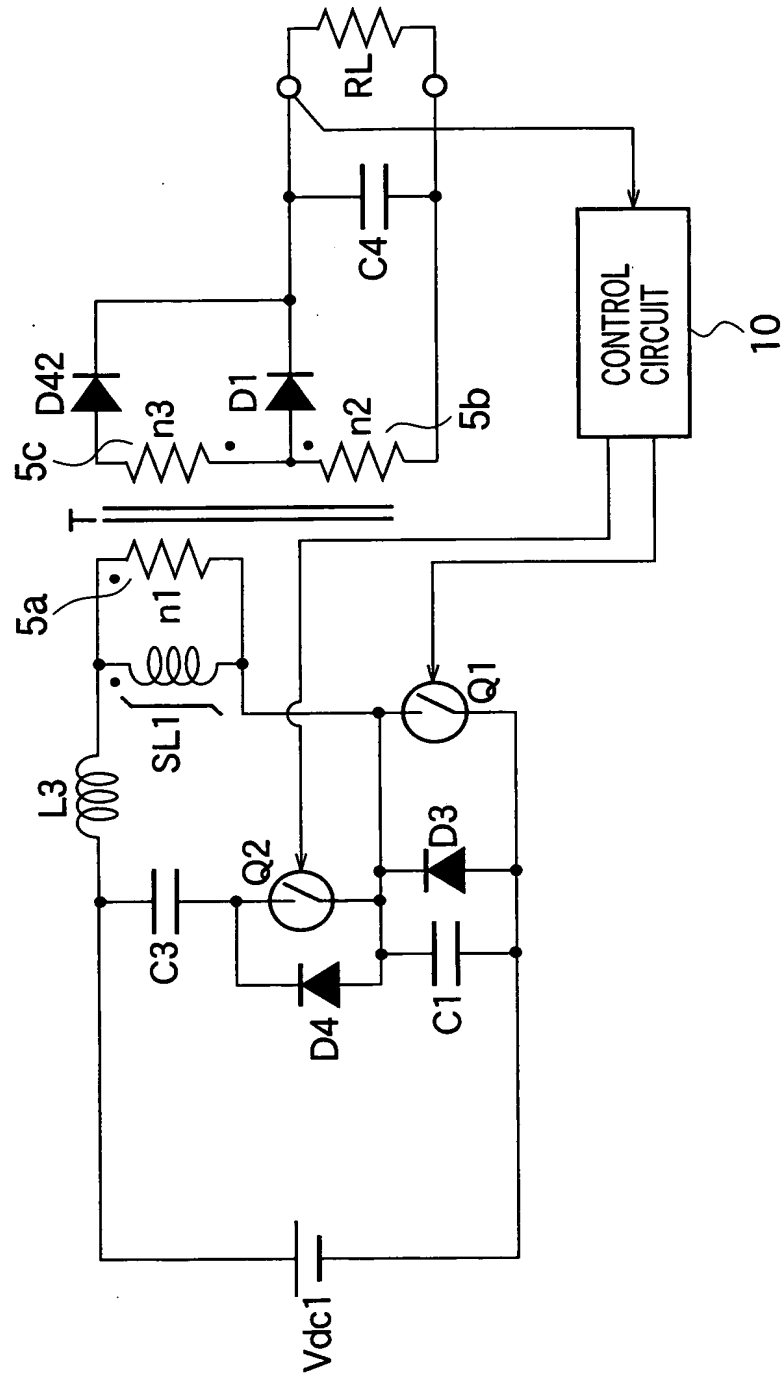 Vdc1
C3
D4
C1
Q2
D3
L3
SL1
Q1
5a
n1
T
5c
n3
n2
5b
D42
D1
C4
RL
CONTROL
CIRCUIT
10